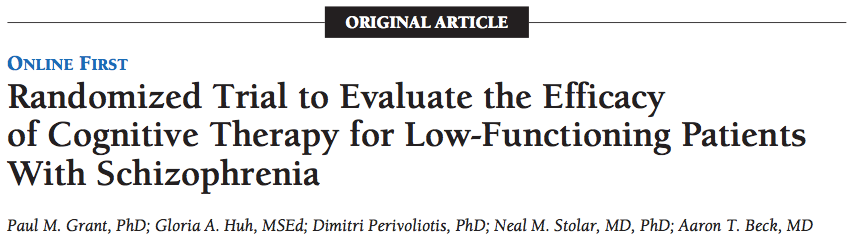 ORIGINAL ARTICLE
ONLINE FIRST
Randomized Trial to Evaluate the Efficacy
of Cognitive Therapy for Low-Functioning Patients
With Schizophrenia
Paul M. Grant, PhD; Gloria A. Huh, MSEd; Dimitri Perivoliotis, PhD; Neal M. Stolar, MD, PhD; Aaron T. Beck, MD